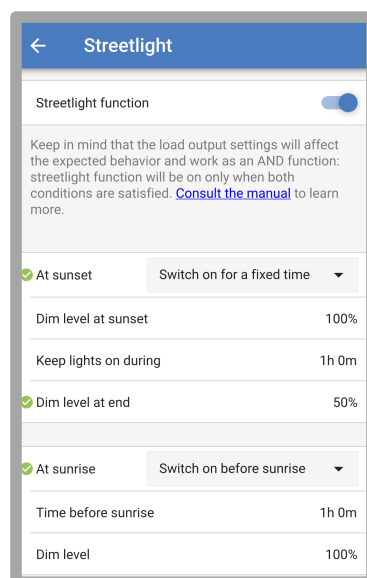 Streetlight
Streetlight function
Keep in mind that the load output settings will affect
the expected behavior and work as an AND function:
streetlight function will be on only when both
conditions are satisfied. Consult the manual to learn
more.
At sunset Switch on for a fixed time
Dim level at sunset 100%
Keep lights on during 1h 0m
Dim level at end 50%
At sunrise Switch on before sunrise
Time before sunrise 1h 0m
Dim level 100%